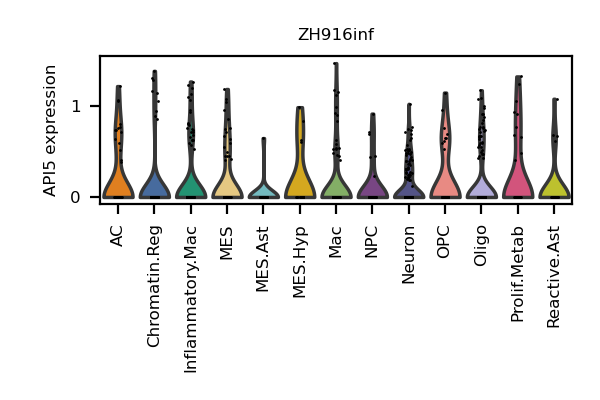 ZH916inf
API5 expression
1
0
AC
Chromatin.Reg
Inflammatory.Mac
MES
MES.Ast
MES.Hyp
Mac
NPC
Neuron
OPC
Oligo
Prolif.Metab
Reactive.Ast